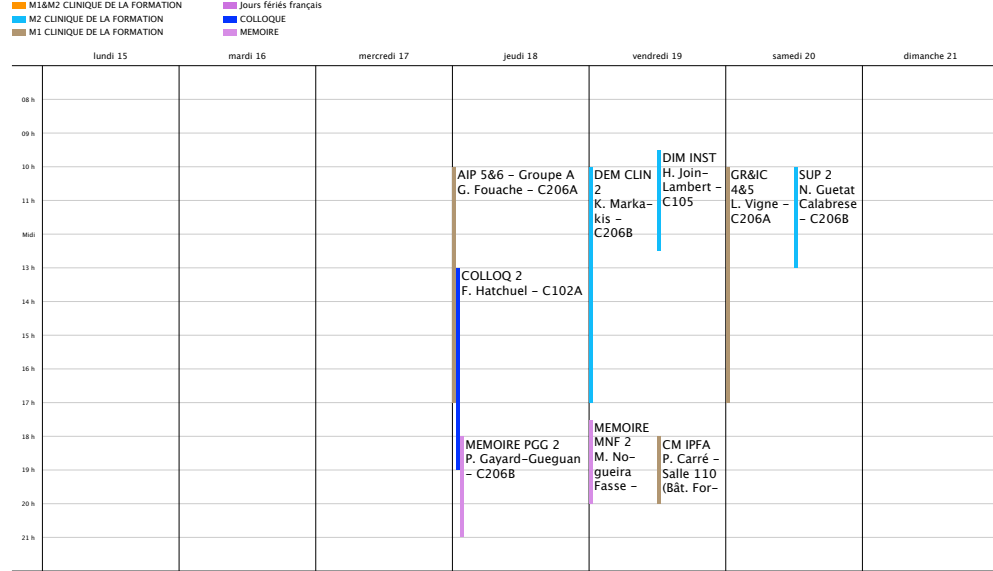 M1&M2 CLINIQUE DE LA FORMATION
M2 CLINIQUE DE LA FORMATION
M1 CLINIQUE DE LA FORMATION
Jours fériés français
COLLOQUE
MEMOIRE
lundi 15
mardi 16
mercredi 17
jeudi 18
vendredi 19
samedi 20
dimanche 21
08 h
09 h
10 h
11 h
Midi
13 h
14 h
15 h
16 h
17 h
18 h
19 h
20 h
21 h
AIP 5&6 – Groupe A
G. Fouache – C206A
COLLOQ 2
F. Hatchuel – C102A
MEMOIRE PGG 2
P. Gayard-Gueguan
– C206B
DEM CLIN
2
K. Marka-
kis –
C206B
DIM INST
H. Join-
Lambert –
C105
MEMOIRE
MNF 2
M. No-
gueira
Fasse –
CM IPFA
P. Carré –
Salle 110
(Bât. For-
GR&IC
4&5
L. Vigne –
C206A
SUP 2
N. Guetat
Calabrese
– C206B